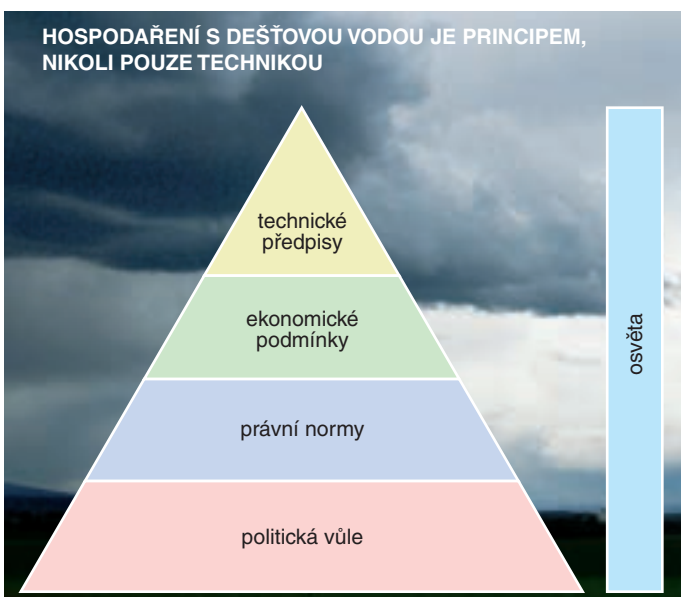 HOSPODAŘENÍ S DEŠŤOVOU VODOU JE PRINCIPEM,
NIKOLI POUZE TECHNIKOU
technické
předpisy
ekonomické
podmínky
právní normy
politická vůle
osvěta